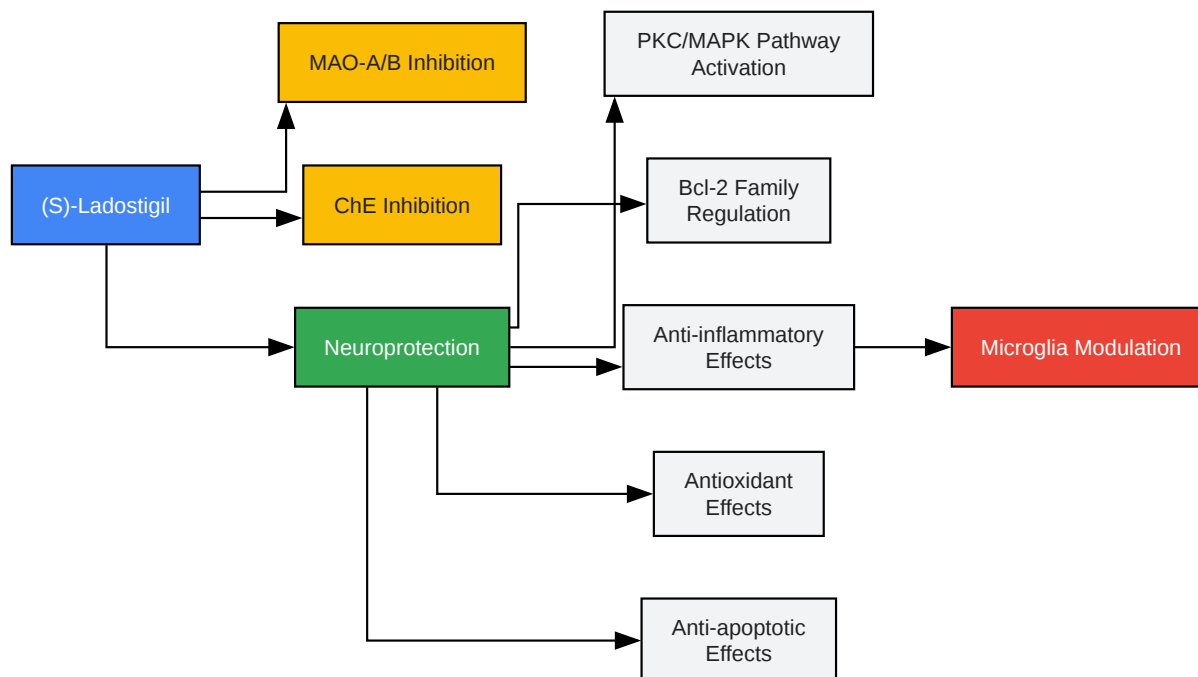 PKC/MAPK Pathway
Activation
MAO-A/B Inhibition
(S)-Ladostigil
ChE Inhibition
Bcl-2 Family
Regulation
Neuroprotection
Anti-inflammatory
Effects
Microglia Modulation
Antioxidant
Effects
Anti-apoptotic
Effects